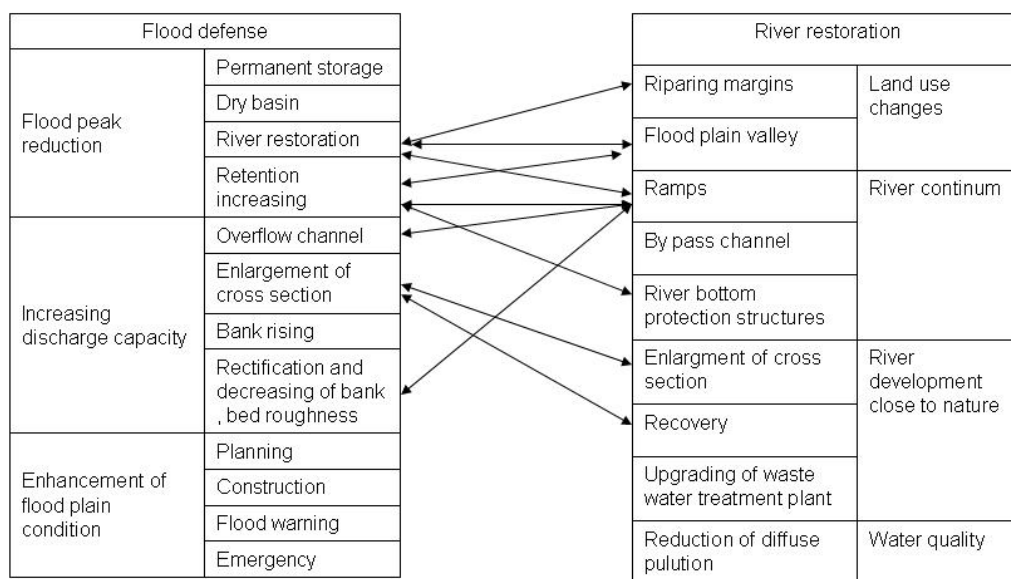 Flood defense
Flood peak
reduction
Permanent storage
Dry basin
River restoration
Retention
increasing
Increasing
discharge capacity
Overflow channel
Enlargement of
cross section
Bank rising
Rectification and
decreasing of bank
, bed roughness
Enhancement of
flood plain
condition
Planning
Construction
Flood warning
Emergency
River restoration
Riparing margins
Land use
changes
Flood plain valley
Ramps
River continum
By pass channel
River bottom
protection structures
Enlargment of cross
section
River
development
close to nature
Recovery
Upgrading of waste
water treatment plant
Reduction of diffuse
pulution
Water quality